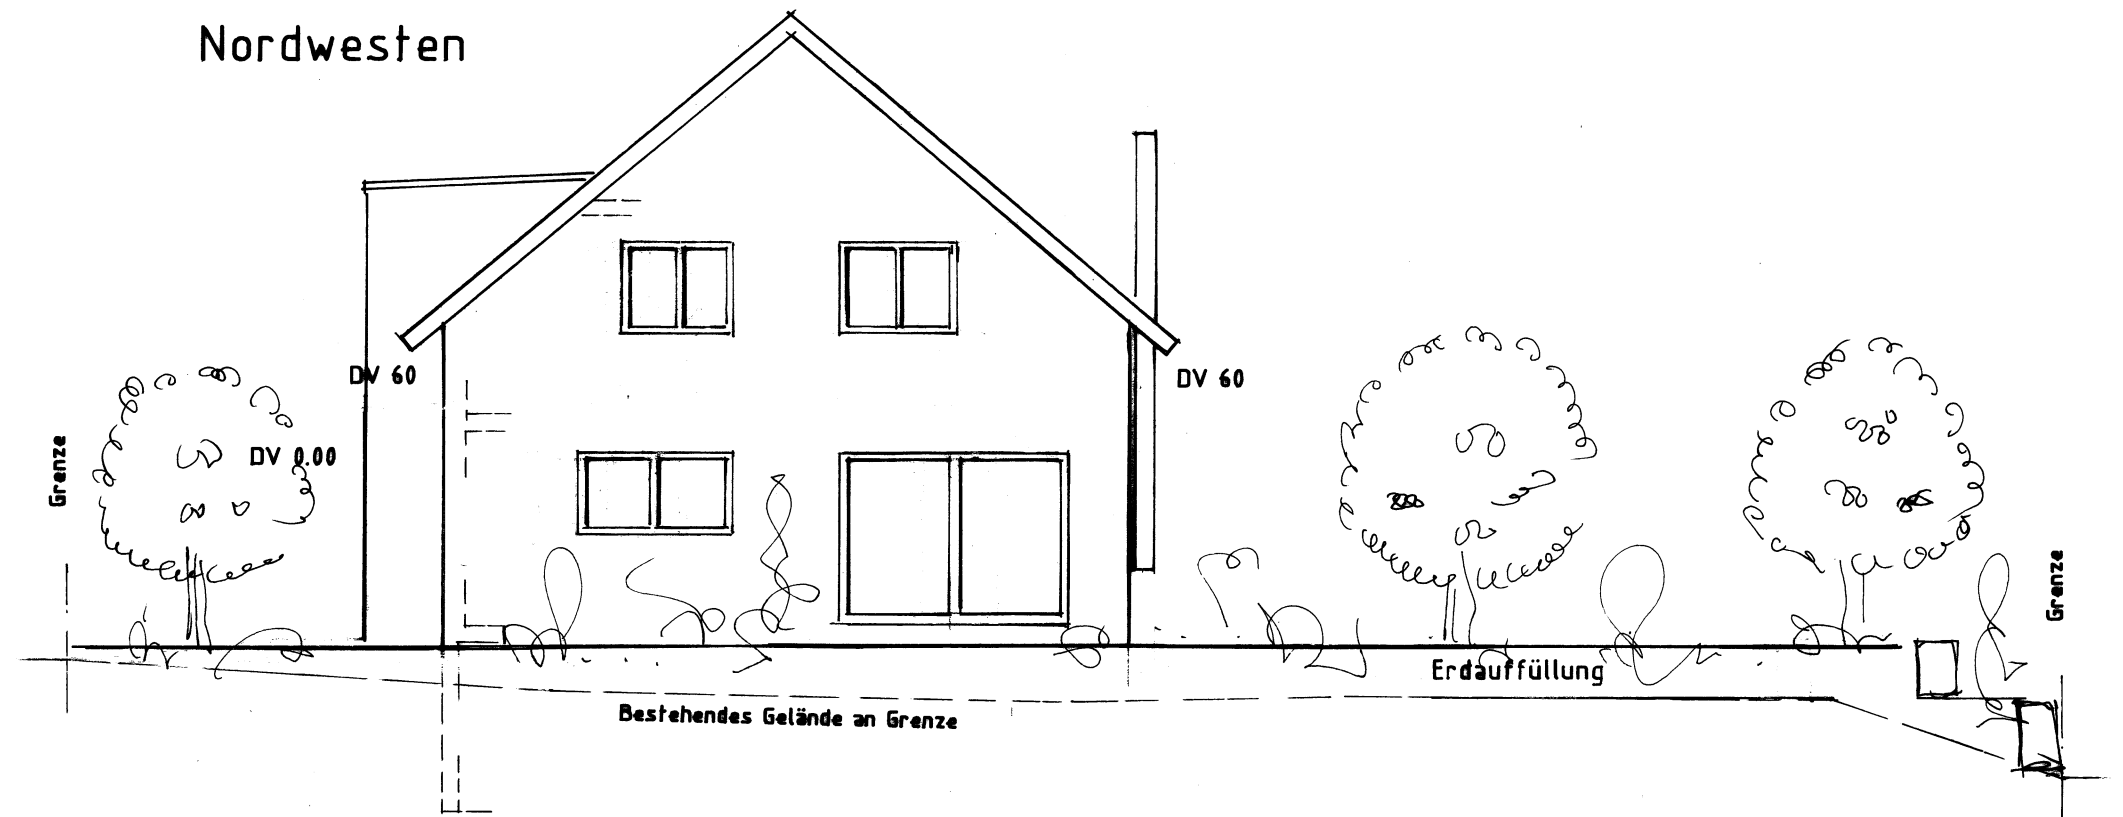 Nordwesten
DV 60
DV 60
Grenze
DV 0.00
Grenze
Erdauffüllung
Bestehendes Gelände an Grenze